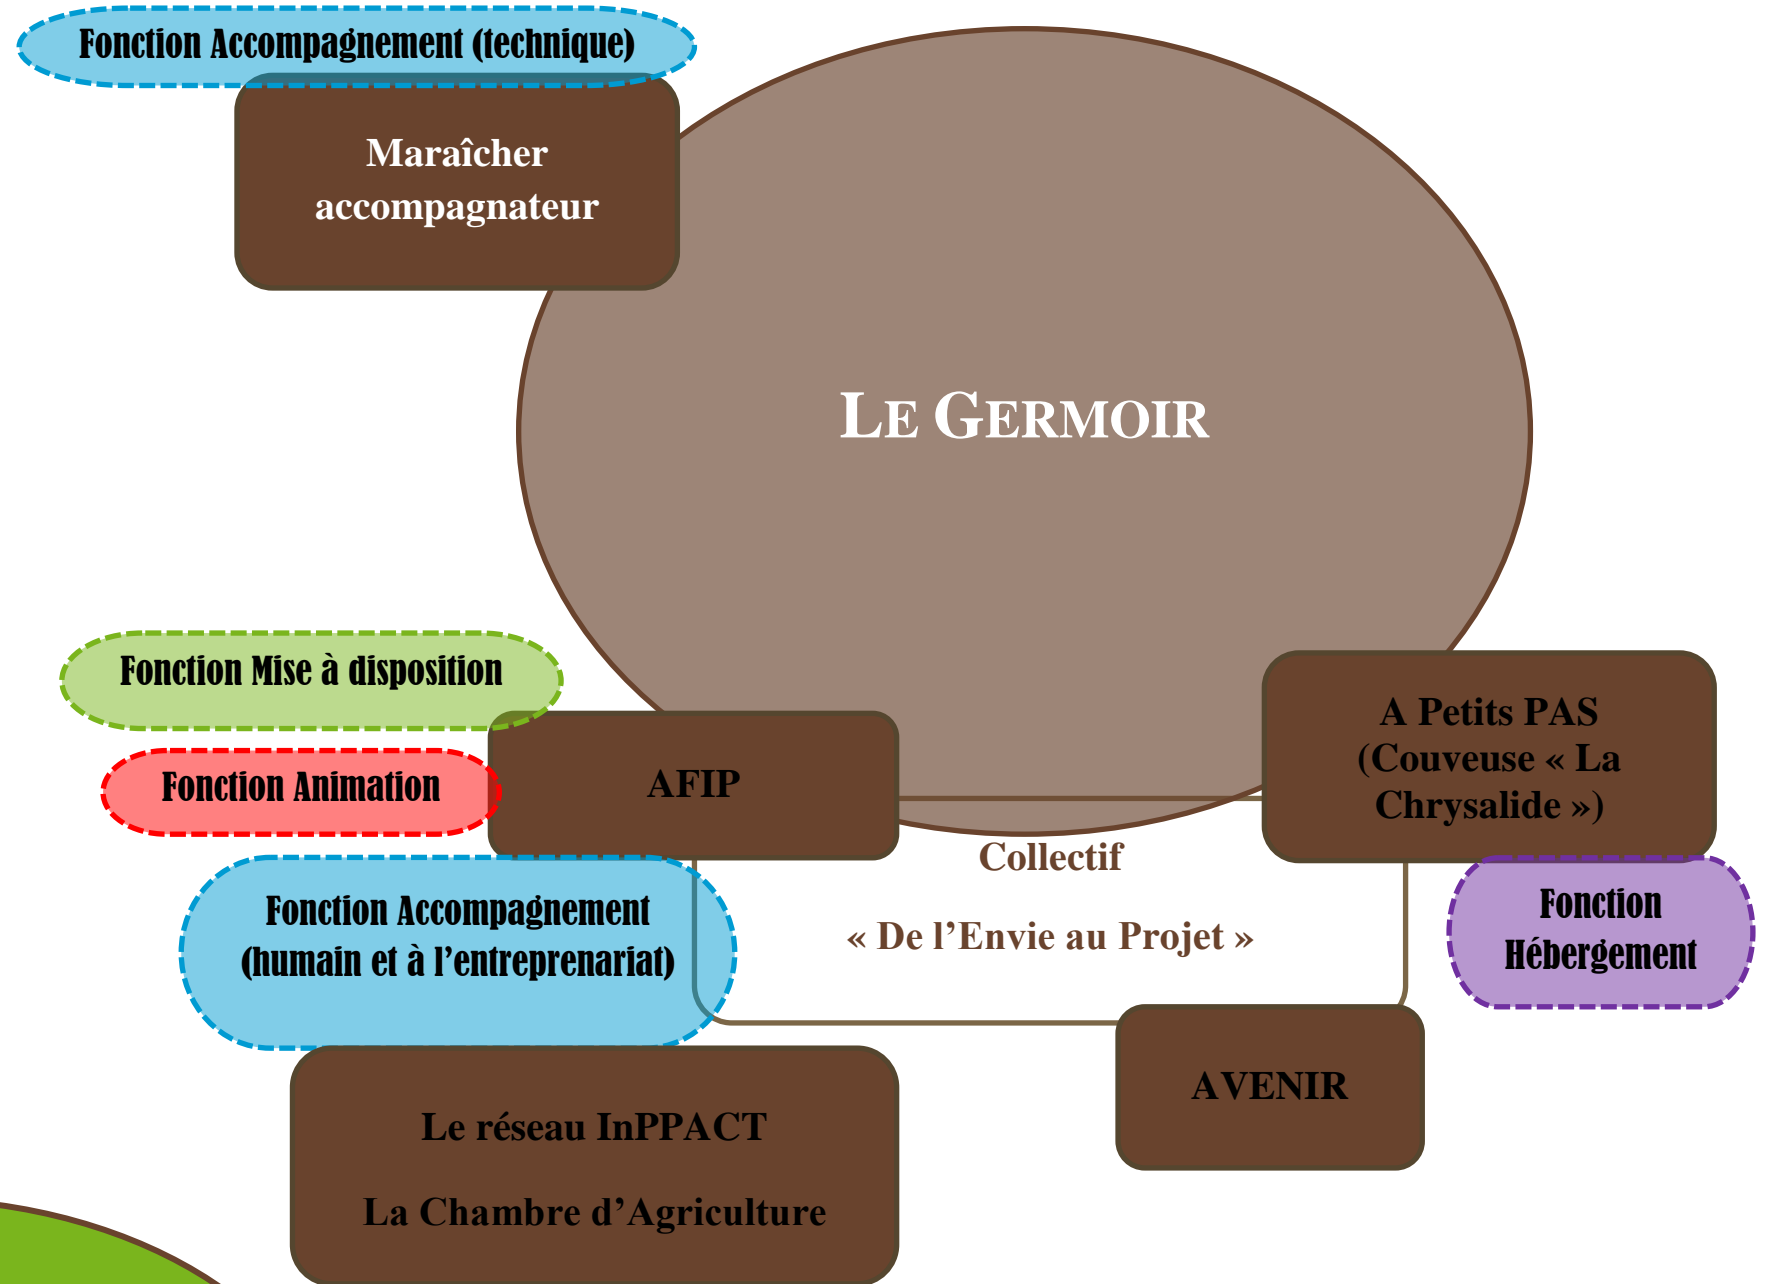 Fonction Accompagnement (technique)
Maraîcher
accompagnateur
LE GERMOIR
Fonction Mise à disposition
Fonction Animation
AFIP
A Petits PAS
(Couveuse « La
Chrysalide »)
Collectif
« De l’Envie au Projet »
Fonction Accompagnement
(humain et à l’entreprenariat)
Fonction
Hébergement
AVENIR
Le réseau InPPACT
La Chambre d’Agriculture